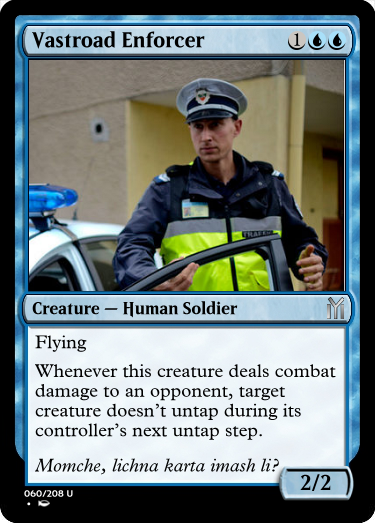 Vastroad Enforcer
1
TRAFFIC
Creature — Human Soldier
Flying
Whenever this creature deals combat
damage to an opponent, target
creature doesn't untap during its
controller's next untap step.
Momche, lichna karta imash li?
2/2
060/208 U